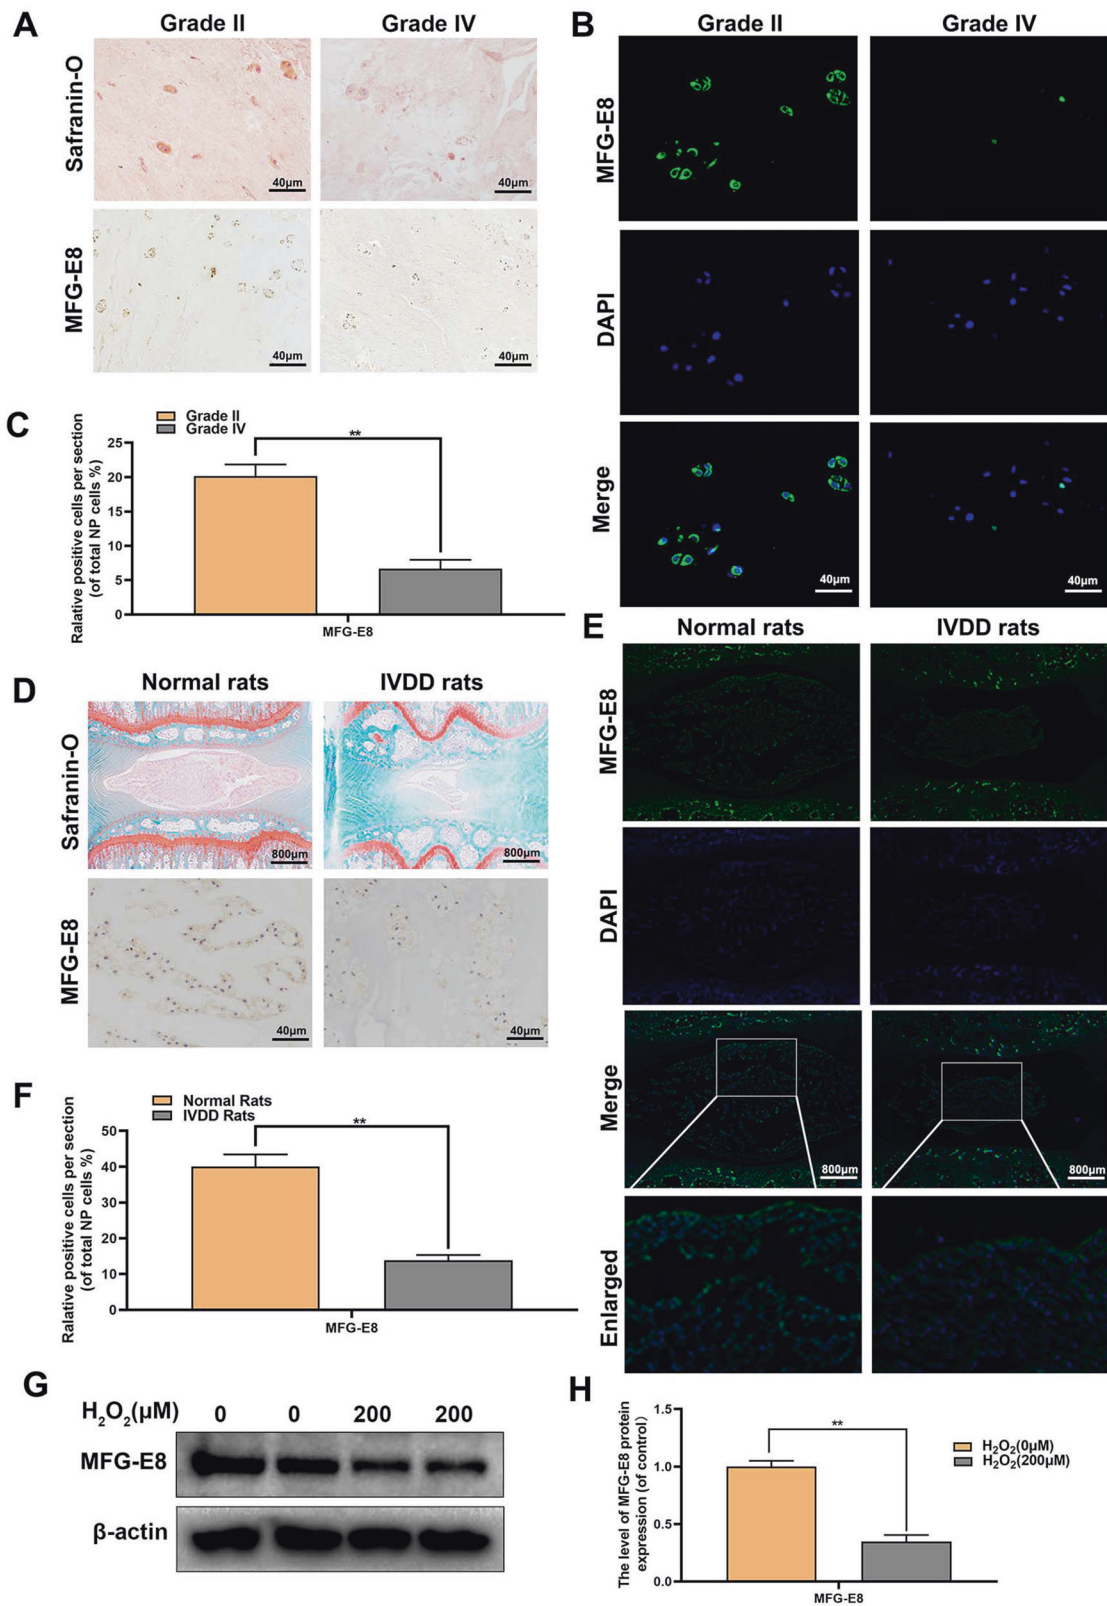 A
Grade II
Grade IV
Safranin-O
40μm
40μm
MFG-E8
40μm
40μm
B
Grade II
Grade IV
MFG-E8
DAPI
Merge
40μm
40μm
C
Grade II
Grade IV
**
Ralative positive cells per section
(of total NP cells %)
25
20
15
10
5
0
MFG-E8
D
Normal rats
IVDD rats
Safranin-O
800μm
800μm
MFG-E8
40μm
40μm
E
Normal rats
IVDD rats
MFG-E8
DAPI
Merge
800μm
800μm
Enlarged
F
Normal Rats
IVDD Rats
**
Ralative positive cells per section
(of total NP cells %)
50
40
30
20
10
0
MFG-E8
G
H₂O₂(μM)
0 0 200 200
MFG-E8
β-actin
H
The level of MFG-E8 protein
expression (of control)
1.5
1.0
0.5
0.0
**
H₂O₂(0μM)
H₂O₂(200μM)
MFG-E8